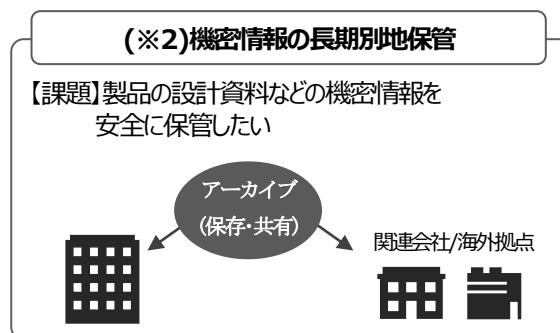 (※2)機密情報の長期別地保管
【課題】製品の設計資料などの機密情報を
安全に保管したい
アーカイブ
(保存・共有)
関連会社/海外拠点